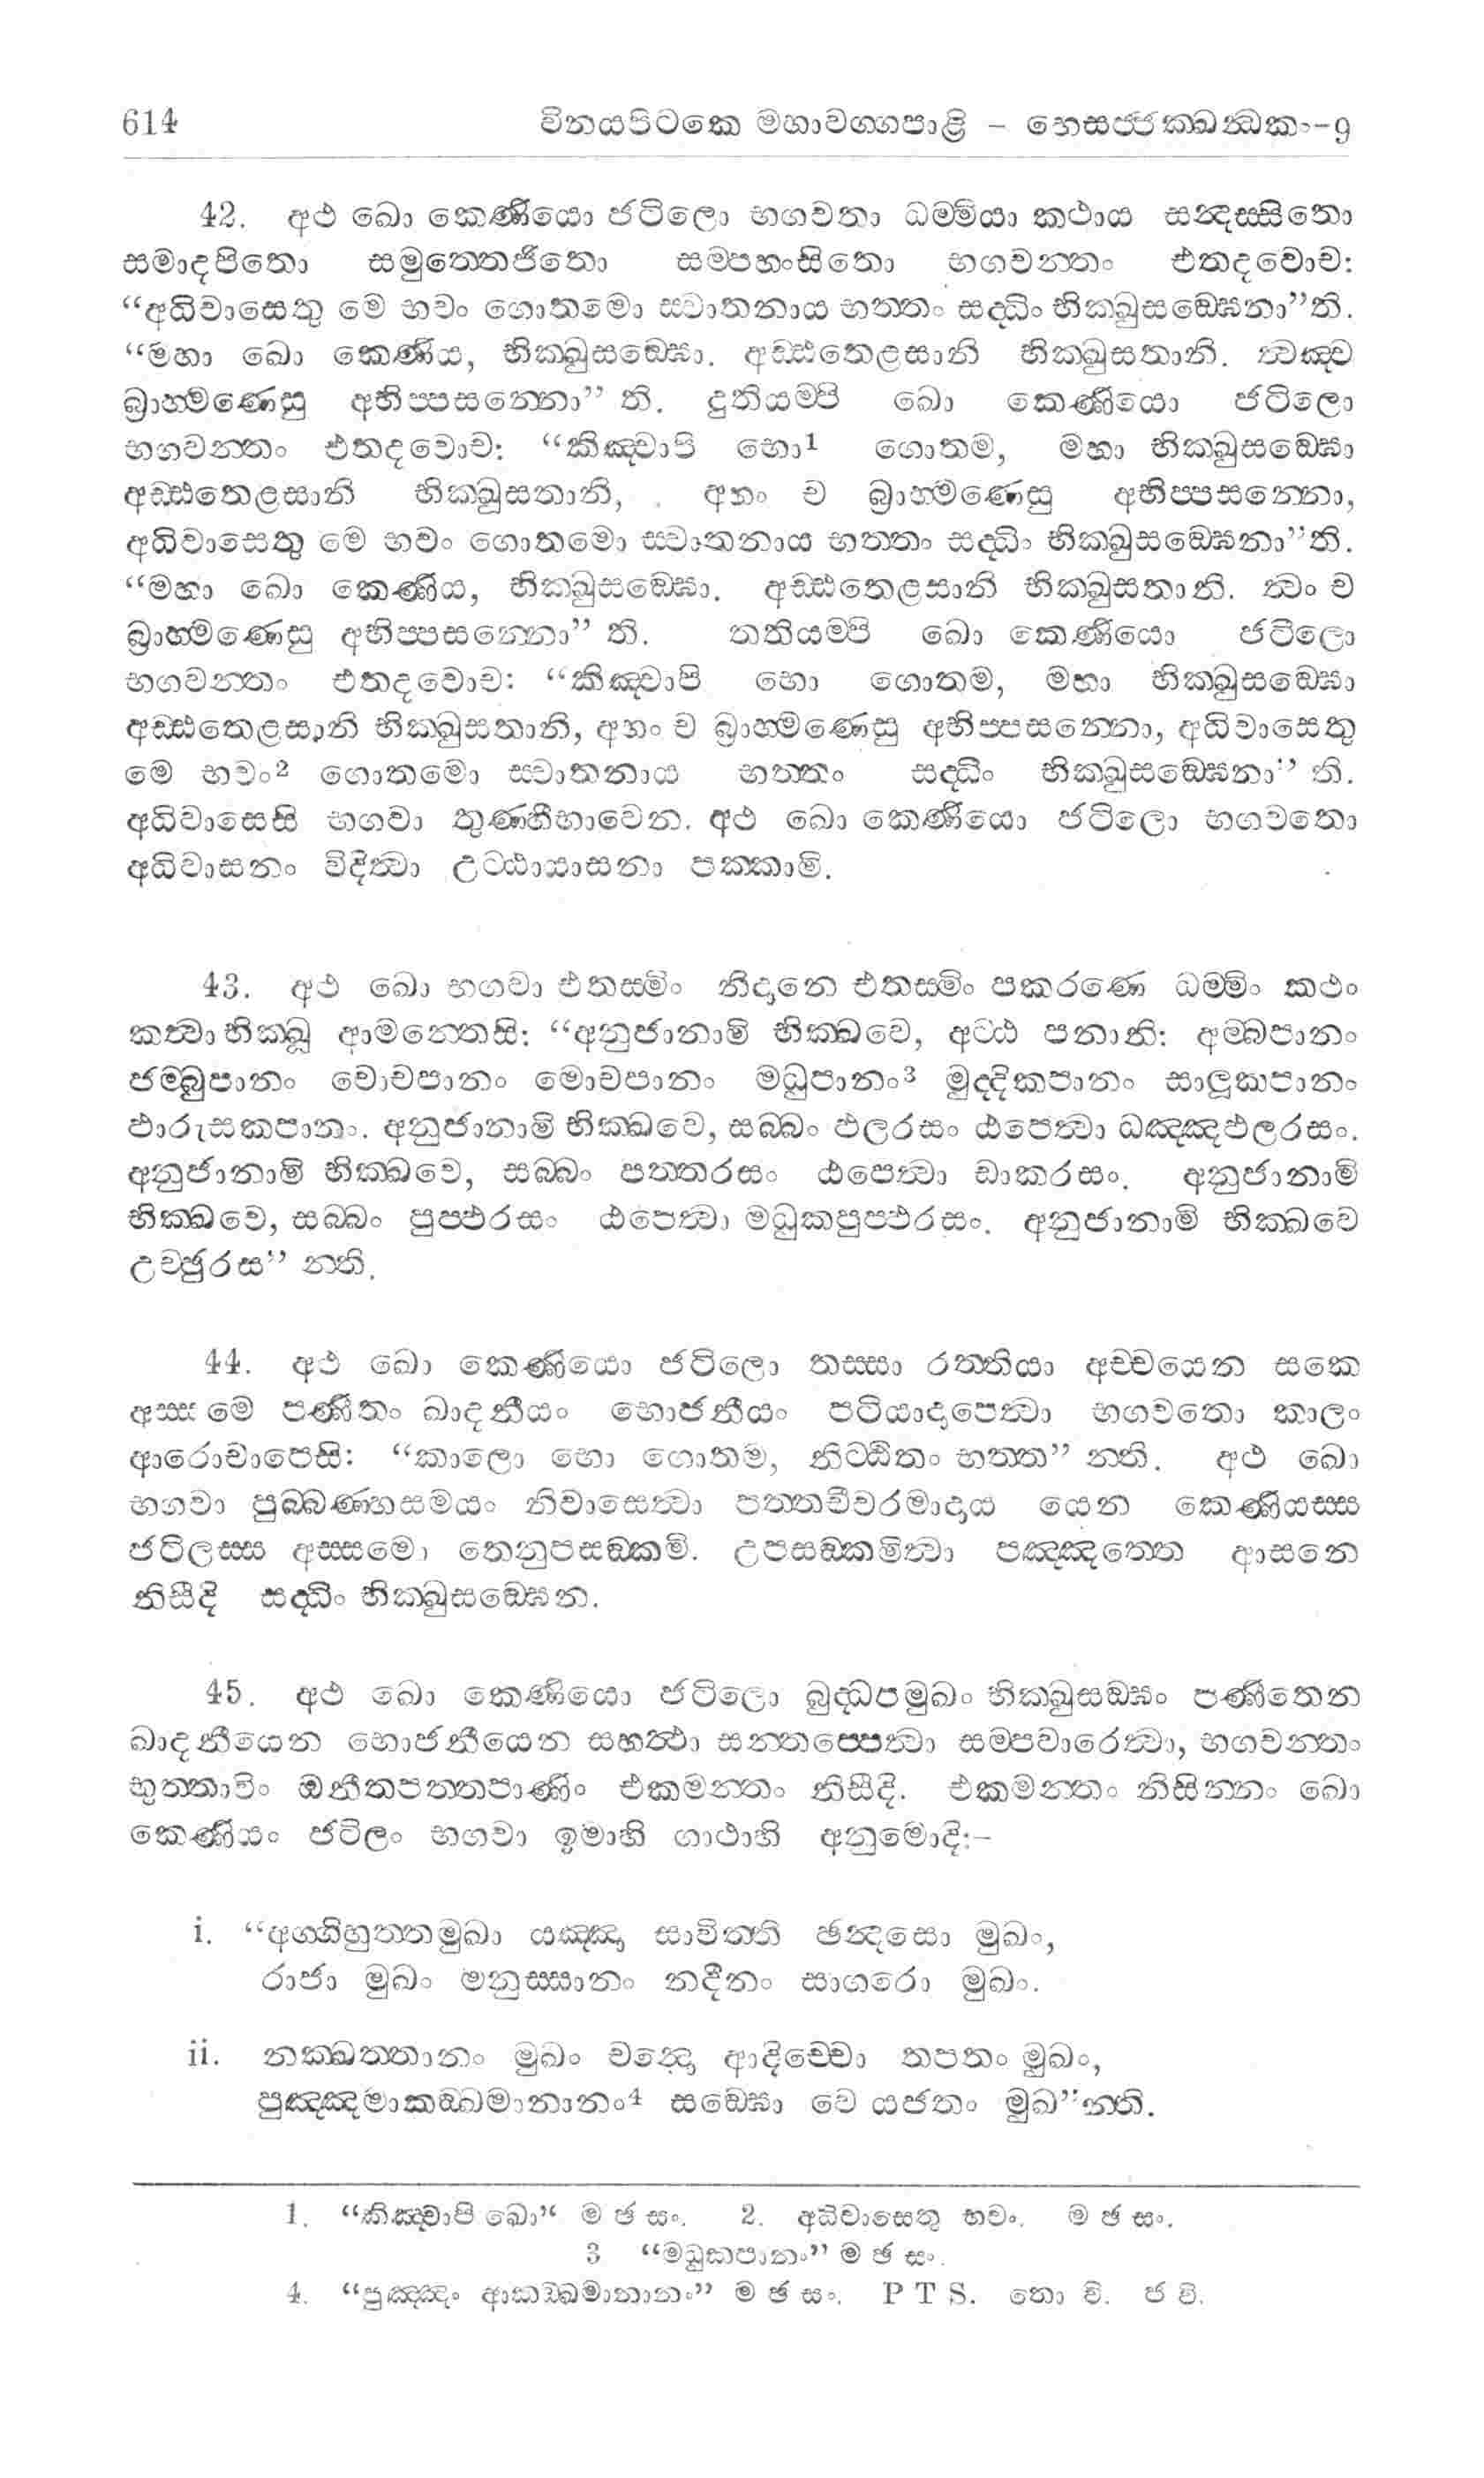 614 විනයපිටකෙ මහාවග්ගපාළි – භෙසජ්ජක්ඛන්ධකං–9
42. අථ ඛො කෙණියො ජටිලො භගවතා ධම්මියා කථාය සන්දස්සිතො
සමාදපිතො සමුත්තෙජිතො සම්පහංසිතො භගවන්තං එතදවොච:
“අධිවාසෙතු මෙ භවං ගොතමො ස්වාතනාය භත්තං සද්ධිං භික්ඛුසඞ්ඝෙනා”ති.
“මහා ඛො කෙණිය, භික්ඛුසඞ්ඝො. අඩ්ඪතෙළසානි භික්ඛුසතානි. ත්වඤ්ච
බ්‍රාහ්මණෙසු අභිප්පසන්නො” ති. දුතියම්පි ඛො කෙණියො ජටිලො
භගවන්තං එතදවොච: “කිඤ්චාපි භො1 ගොතම, මහා භික්ඛුසඞ්ඝො
අඩ්ඪතෙළසානි භික්ඛුසතානි, අහං ච බ්‍රාහ්මණෙසු අභිප්පසන්නො,
අධිවාසෙතු මෙ භවං ගොතමො ස්වාතනාය භත්තං සද්ධිං භික්ඛුසඞ්ඝෙනා”ති.
“මහා ඛො කෙණිය, භික්ඛුසඞ්ඝො. අඩ්ඪතෙළසානි භික්ඛුසතානි. ත්වං ච
බ්‍රාහ්මණෙසු අභිප්පසන්නො” ති. තතියම්පි ඛො කෙණියො ජටිලො
භගවන්තං එතදවොච: “කිඤ්චාපි භො ගොතම, මහා භික්ඛුසඞ්ඝො
අඩ්ඪතෙළසානි භික්ඛුසතානි, අහං ච බ්‍රාහ්මණෙසු අභිප්පසන්නො, අධිවාසෙතු
මෙ භවං2 ගොතමො ස්වාතනාය භත්තං සද්ධිං භික්ඛුසඞ්ඝෙනා” ති.
අධිවාසෙසි භගවා තුණ්හීභාවෙන. අථ ඛො කෙණියො ජටිලො භගවතො
අධිවාසනං විදිත්වා උට්ඨායාසනා පක්කාමි.
43. අථ ඛො භගවා එතස්මිං නිදානෙ එතස්මිං පකරණෙ ධම්මිං කථං
කත්වා භික්ඛූ ආමන්තෙසි: “අනුජානාමි භික්ඛවෙ, අට්ඨ පනානි: අම්බපානං
ජම්බුපානං චොචපානං මොචපානං මධුපානං3 මුද්දිකපානං සාලූකපානං
ඵාරුසකපානං. අනුජානාමි භික්ඛවෙ, සබ්බං ඵලරසං ඨපෙත්වා ධඤ්ඤඵලරසං.
අනුජානාමි භික්ඛවෙ, සබ්බං පත්තරසං ඨපෙත්වා ඩාකරසං. අනුජානාමි
භික්ඛවෙ, සබ්බං පුප්ඵරසං ඨපෙත්වා මධුකපුප්ඵරසං. අනුජානාමි භික්ඛවෙ
උච්ඡුරස” න්ති.
44. අථ ඛො කෙණියො ජටිලො තස්සා රත්තියා අච්චයෙන සකෙ
අස්සමෙ පණීතං ඛාදනීයං භොජනීයං පටියාදාපෙත්වා භගවතො කාලං
ආරොචාපෙසි: “කාලො භො ගොතම, නිට්ඨිතං භත්ත” න්ති. අථ ඛො
භගවා පුබ්බණ්හසමයං නිවාසෙත්වා පත්තචීවරමාදාය යෙන කෙණියස්ස
ජටිලස්ස අස්සමො තෙනුපසඞ්කමි. උපසඞ්කමිත්වා පඤ්ඤත්තෙ ආසනෙ
නිසීදි සද්ධිං භික්ඛුසඞ්ඝෙන.
45. අථ ඛො කෙණියො ජටිලො බුද්ධපමුඛං භික්ඛුසඞ්ඝං පණීතෙන
ඛාදනීයෙන භොජනීයෙන සහත්ථා සන්තප්පෙත්වා සම්පවාරෙත්වා, භගවන්තං
භුත්තාවිං ඔනීතපත්තපාණිං එකමන්තං නිසීදි. එකමන්තං නිසින්නං ඛො
කෙණියං ජටිලං භගවා ඉමාහි ගාථාහි අනුමොදි:–
i. “අග්ගිහුත්තමුඛා යඤ්ඤා සාවිත්ති ඡන්දසො මුඛං,
රාජා මුඛං මනුස්සානං නදීනං සාගරො මුඛං.
ii. නක්ඛත්තානං මුඛං චන්දො ආදිච්චො තපතං මුඛං,
පුඤ්ඤමාකඞ්ඛමානානං4 සඞ්ඝො වෙ යජතං මුඛ”න්ති.
1. “කිඤ්චාපි ඛො“ ම ඡ සං. 2. අධිවාසෙතු භවං. ම ඡ සං.
3 “මධුකපානං” ම ඡ සං.
4. “පුඤ්ඤං ආකඞ්ඛමානානං” ම ඡ සං. P T S. තො වි. ජ වි.